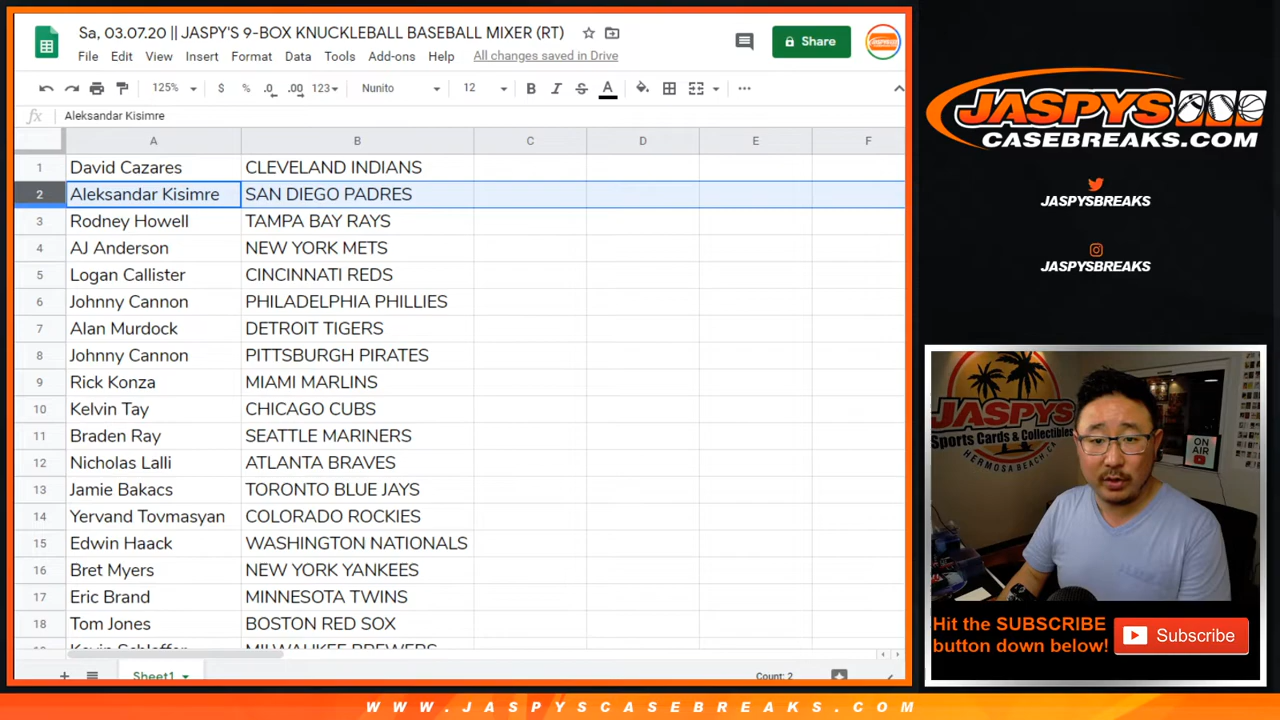 Sa, 03.07.20 || JASPY'S 9-BOX KNUCKLEBALL BASEBALL MIXER (RT)
File Edit View Insert Format Data Tools Add-ons Help All changes saved in Drive
Share
125% $ % .0 .00 123 Nunito 12 B I S A
fx Aleksandar Kisimre
A B C D E F
1 David Cazares CLEVELAND INDIANS
2 Aleksandar Kisimre SAN DIEGO PADRES
3 Rodney Howell TAMPA BAY RAYS
4 AJ Anderson NEW YORK METS
5 Logan Callister CINCINNATI REDS
6 Johnny Cannon PHILADELPHIA PHILLIES
7 Alan Murdock DETROIT TIGERS
8 Johnny Cannon PITTSBURGH PIRATES
9 Rick Konza MIAMI MARLINS
10 Kelvin Tay CHICAGO CUBS
11 Braden Ray SEATTLE MARINERS
12 Nicholas Lalli ATLANTA BRAVES
13 Jamie Bakacs TORONTO BLUE JAYS
14 Yervand Tovmasyan COLORADO ROCKIES
15 Edwin Haack WASHINGTON NATIONALS
16 Bret Myers NEW YORK YANKEES
17 Eric Brand MINNESOTA TWINS
18 Tom Jones BOSTON RED SOX
MILWAUKEE BREWERS
Sheet1
Count: 2
JASPYS
CASEBREAKS.COM
JASPYSBREAKS
JASPYSBREAKS
JASPYS
Sports Cards & Collectibles
HERMOSA BEACH, CA
ON AIR
Hit the SUBSCRIBE
button down below!
Subscribe
WWW.JASPYSCASEBREAKS.COM